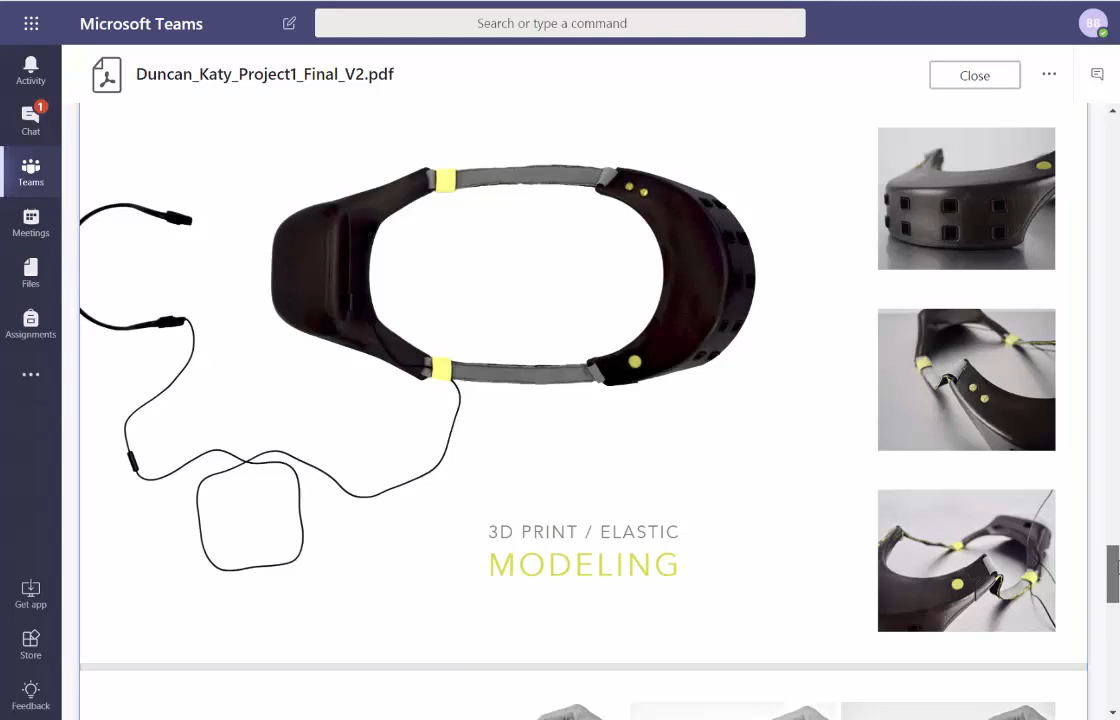 Microsoft Teams
Search or type a command
BB
Activity
Duncan_Katy_Project1_Final_V2.pdf
Close
1
Chat
Teams
Meetings
Files
Assignments
3D PRINT / ELASTIC
MODELING
Get app
Store
Feedback